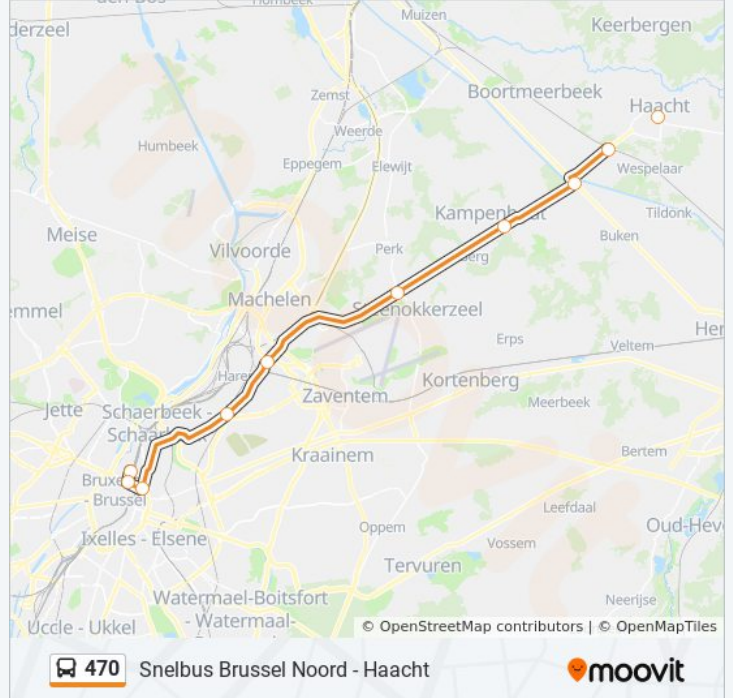 Muizen
Keerbergen
Zemst
Boortmeerbeek
Haacht
Weerde
Humbeek
Eppegem
Elewijt
Wespelaar
Kampenhout
Tildonk
Meise
Buken
Vilvoorde
Perk
Machelen
Steenokkerzeel
Erps
Veltem
Zaventem
Kortenberg
Jette
Schaerbeek -
Meerbeek
Kraainem
Bertem
- Brussel
Leefdaal
Oppem
Vossem
Ixelles - Elsene
Tervuren
Neerijse
Watermael-Boitsfort
- Watermaal-
Uccle - Ukkel
© OpenStreetMap contributors | © OpenMapTiles
470 Snelbus Brussel Noord - Haacht
moovit